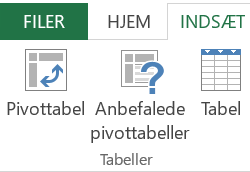 FILER HJEM INDSÆT
Pivottabel Anbefalede Tabel
pivottabeller
Tabeller